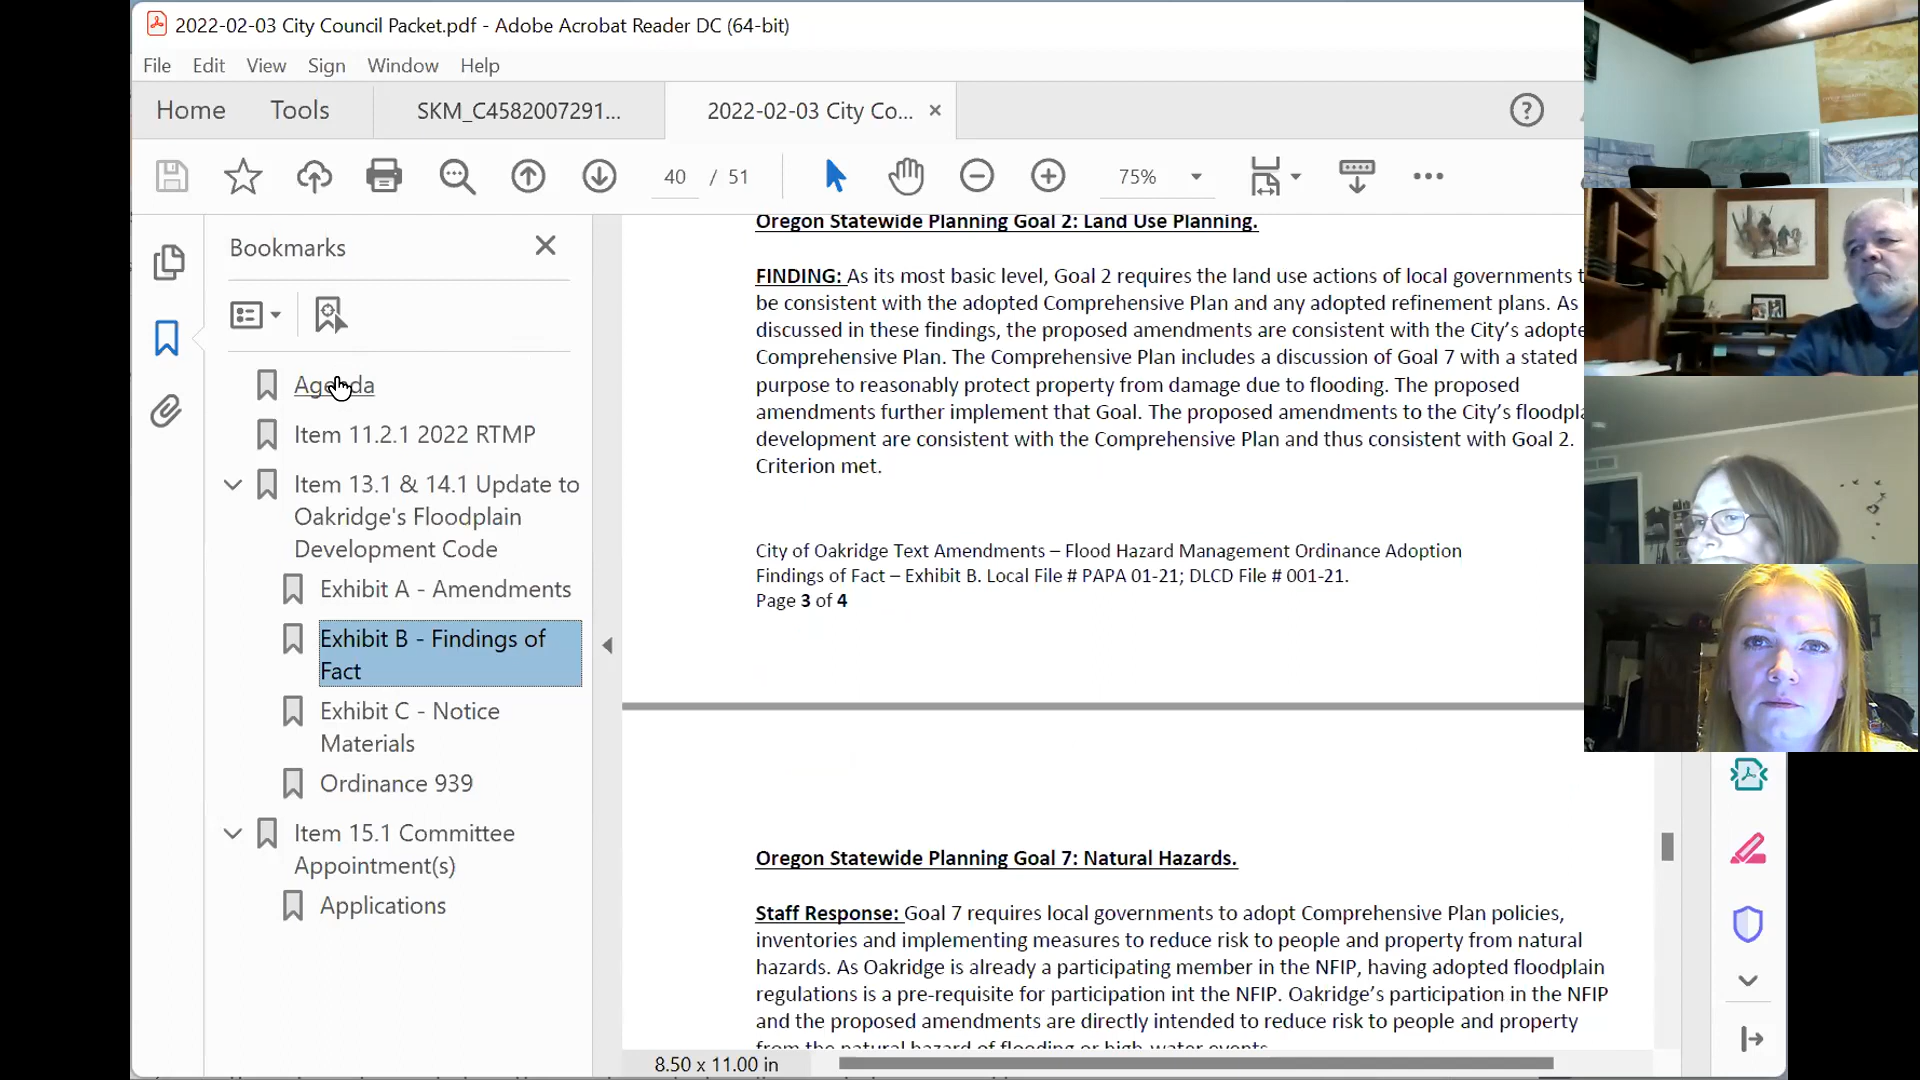 2022-02-03 City Council Packet.pdf - Adobe Acrobat Reader DC (64-bit)
File Edit View Sign Window Help
Home Tools SKM_C4582007291... 2022-02-03 City Co...
40 / 51 75%
Bookmarks
Agenda
Item 11.2.1 2022 RTMP
Item 13.1 & 14.1 Update to
Oakridge's Floodplain
Development Code
Exhibit A - Amendments
Exhibit B - Findings of
Fact
Exhibit C - Notice
Materials
Ordinance 939
Item 15.1 Committee
Appointment(s)
Applications
Oregon Statewide Planning Goal 2: Land Use Planning.
FINDING: As its most basic level, Goal 2 requires the land use actions of local governments t
be consistent with the adopted Comprehensive Plan and any adopted refinement plans. As
discussed in these findings, the proposed amendments are consistent with the City's adopte
Comprehensive Plan. The Comprehensive Plan includes a discussion of Goal 7 with a stated
purpose to reasonably protect property from damage due to flooding. The proposed
amendments further implement that Goal. The proposed amendments to the City's floodpla
development are consistent with the Comprehensive Plan and thus consistent with Goal 2.
Criterion met.
City of Oakridge Text Amendments – Flood Hazard Management Ordinance Adoption
Findings of Fact – Exhibit B. Local File # PAPA 01-21; DLCD File # 001-21.
Page 3 of 4
Oregon Statewide Planning Goal 7: Natural Hazards.
Staff Response: Goal 7 requires local governments to adopt Comprehensive Plan policies,
inventories and implementing measures to reduce risk to people and property from natural
hazards. As Oakridge is already a participating member in the NFIP, having adopted floodplain
regulations is a pre-requisite for participation int the NFIP. Oakridge's participation in the NFIP
and the proposed amendments are directly intended to reduce risk to people and property
from the natural hazard of flooding or high-water events.
8.50 x 11.00 in